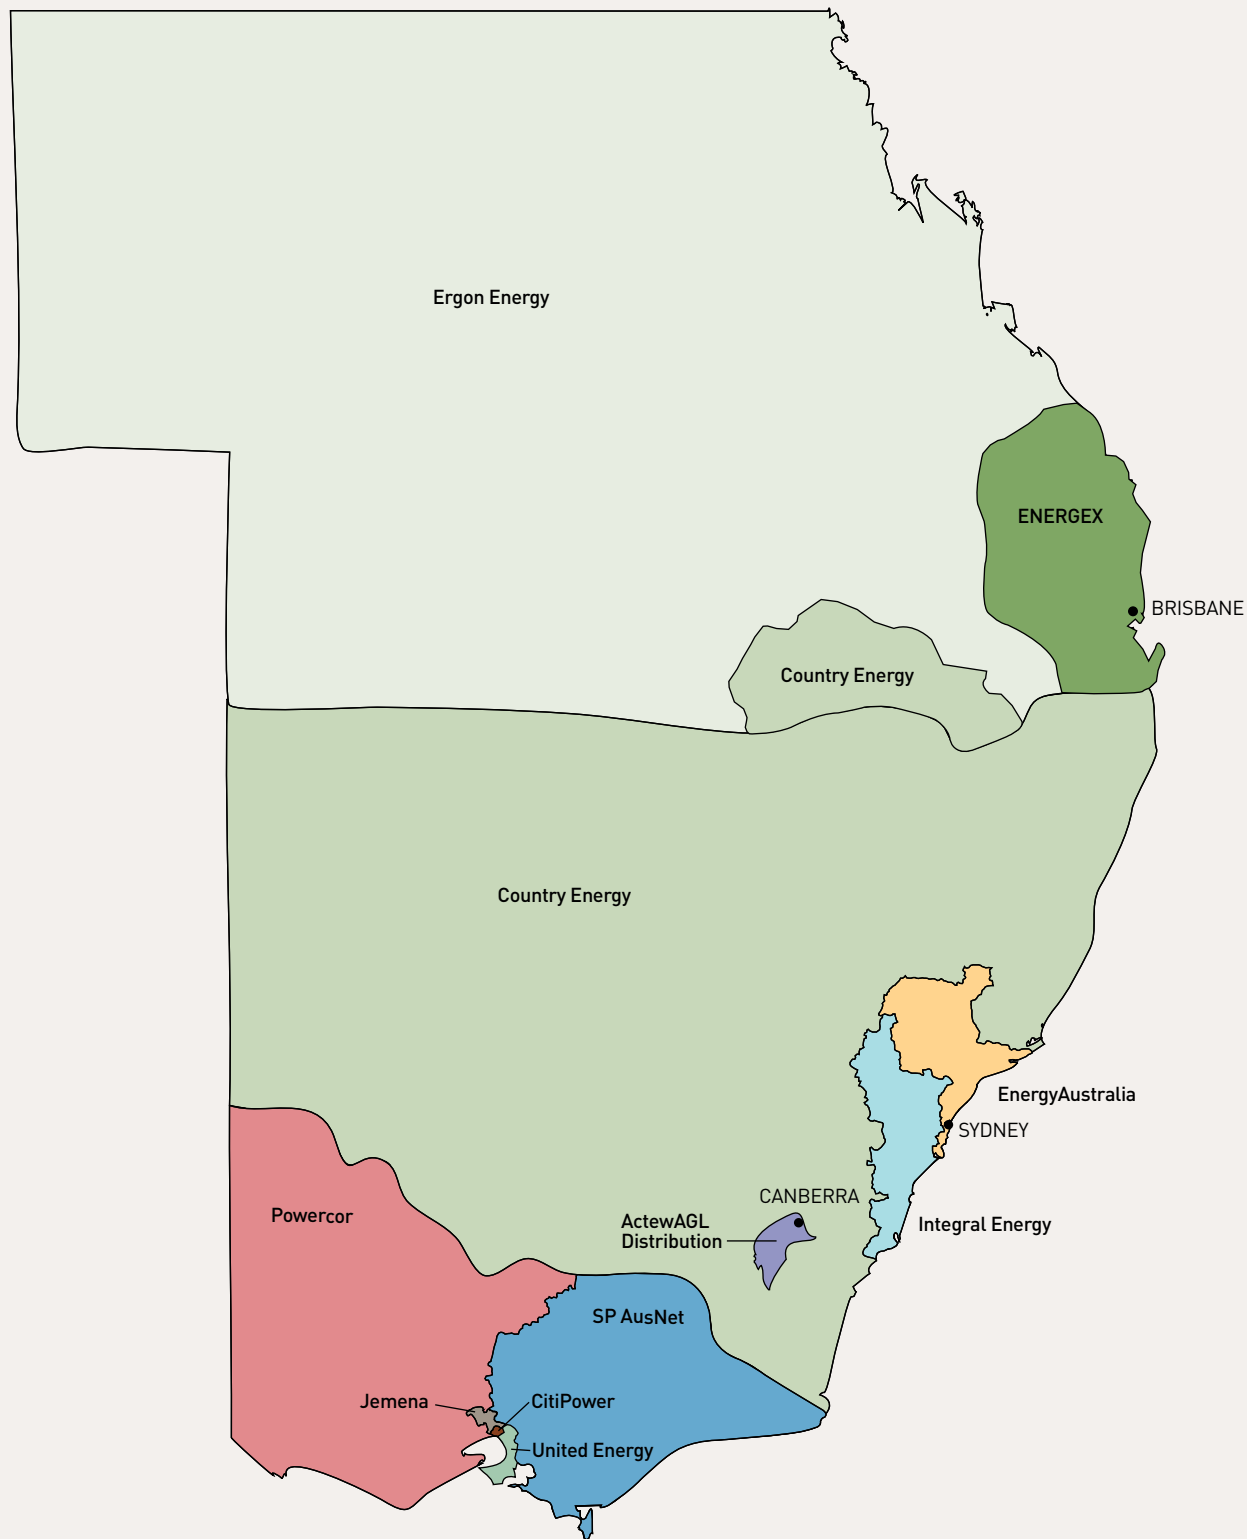 Ergon Energy
ENERGEX
BRISBANE
Country Energy
Country Energy
EnergyAustralia
SYDNEY
CANBERRA
Powercor
ActewAGL
Distribution
Integral Energy
SP AusNet
Jemena
CitiPower
United Energy